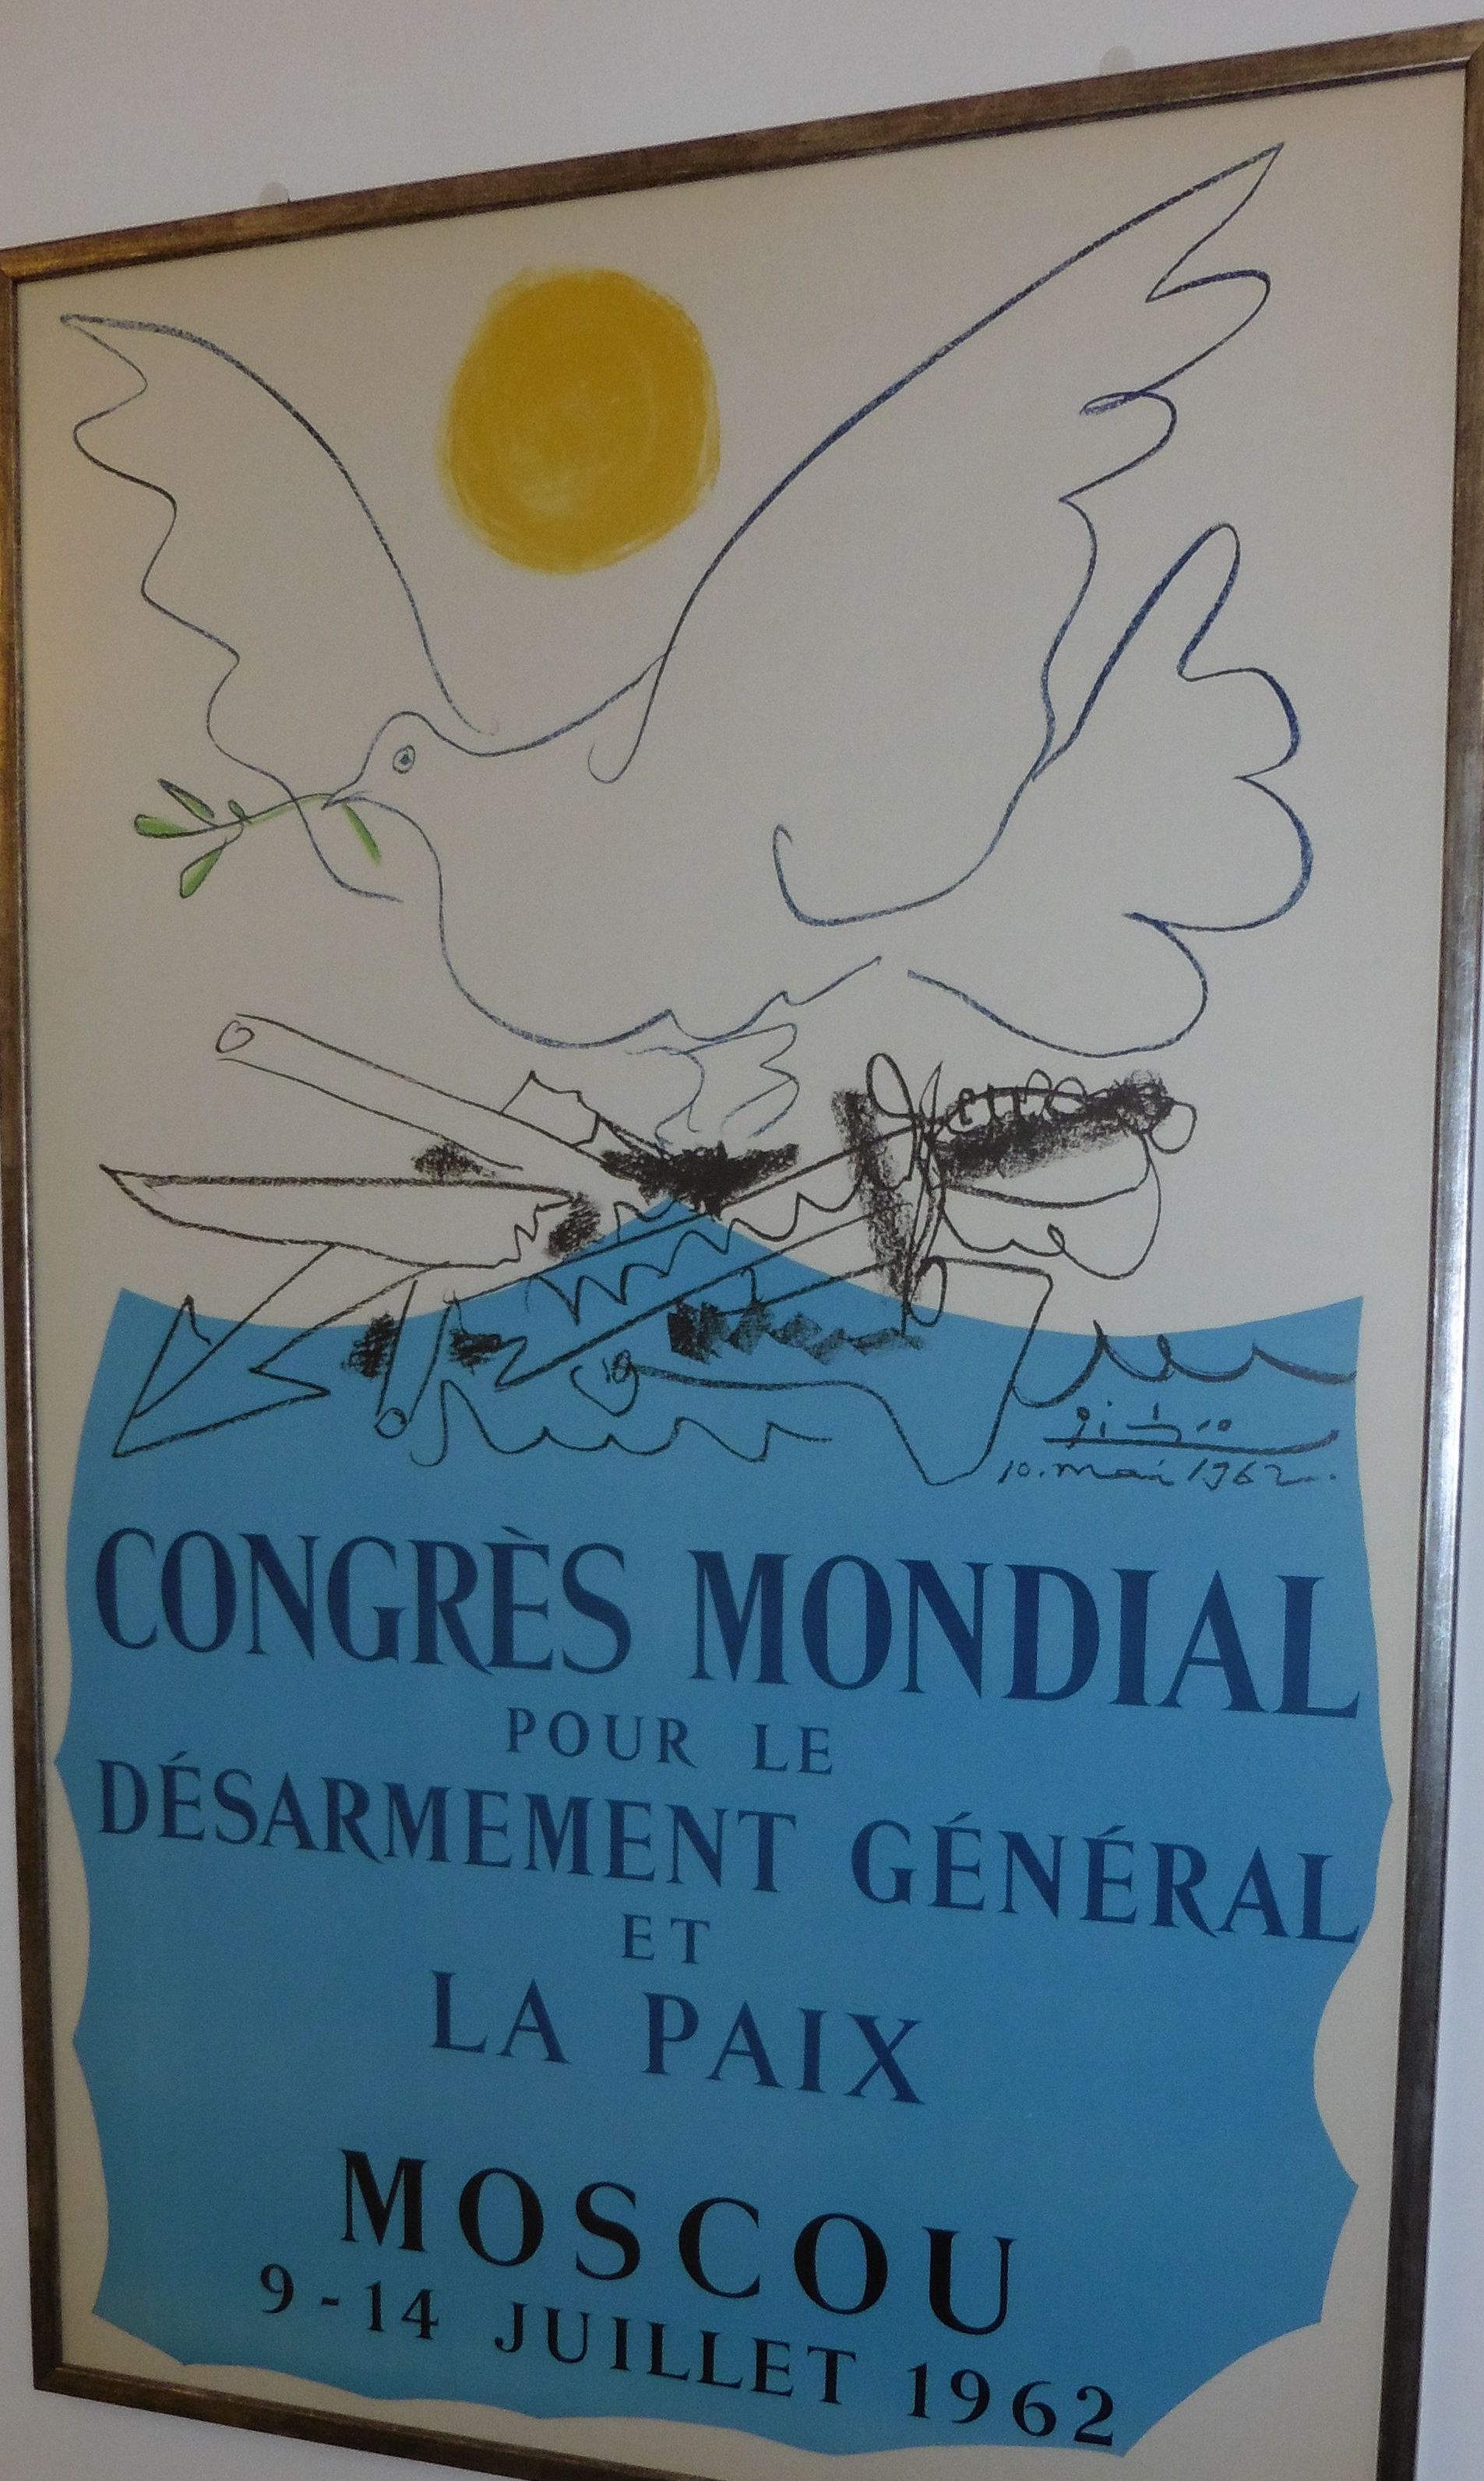 10. mai 1962.
CONGRÈS MONDIAL
POUR LE
DÉSARMEMENT GÉNÉRAL
ET
LA PAIX
MOSCOU
9-14 JUILLET 1962